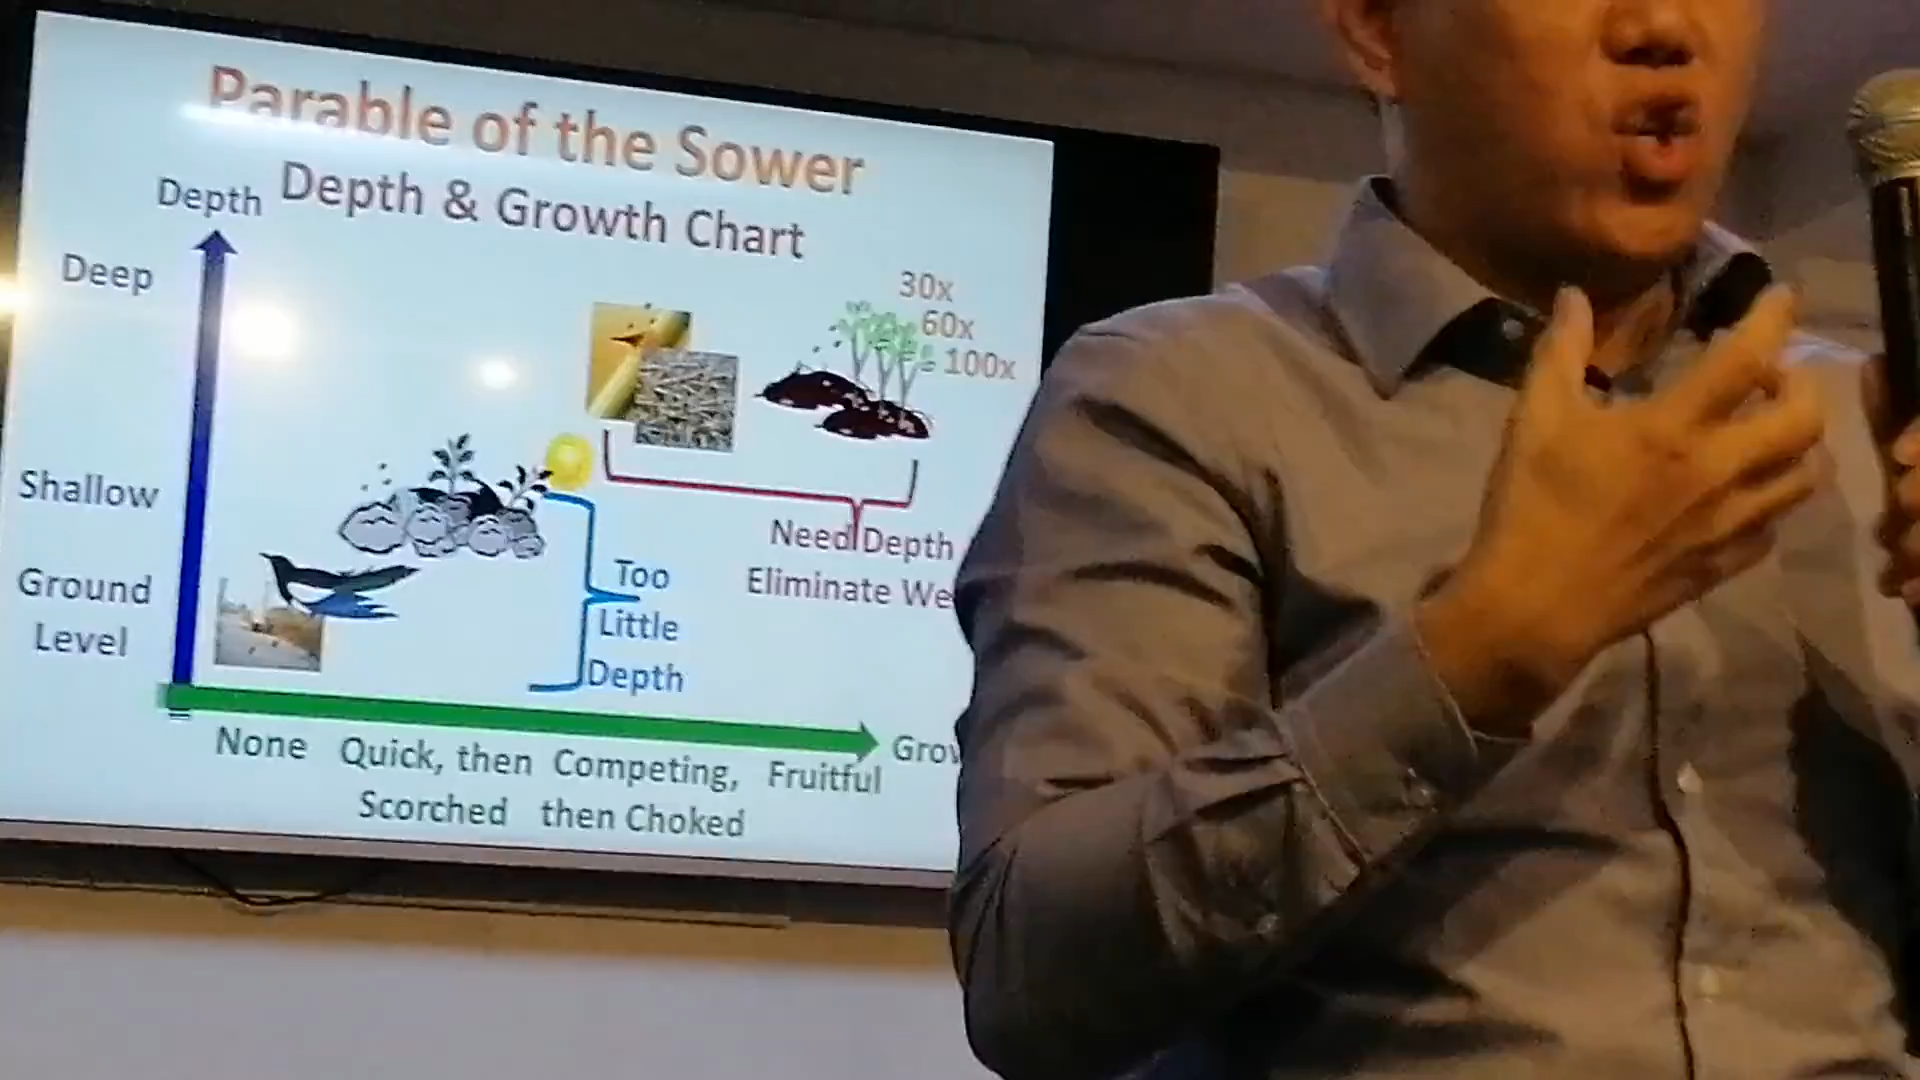 Parable of the Sower
Depth & Growth Chart
Depth
Deep
Shallow
Ground
Level
30x
60x
100x
Need Depth
Eliminate
Too
Little
Depth
None
Quick, then
Scorched
Competing,
then Choked
Fruitful